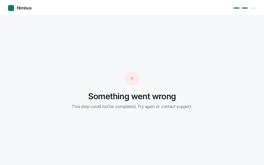 Nimbus
!
Something went wrong
This step could not be completed. Try again or contact support.